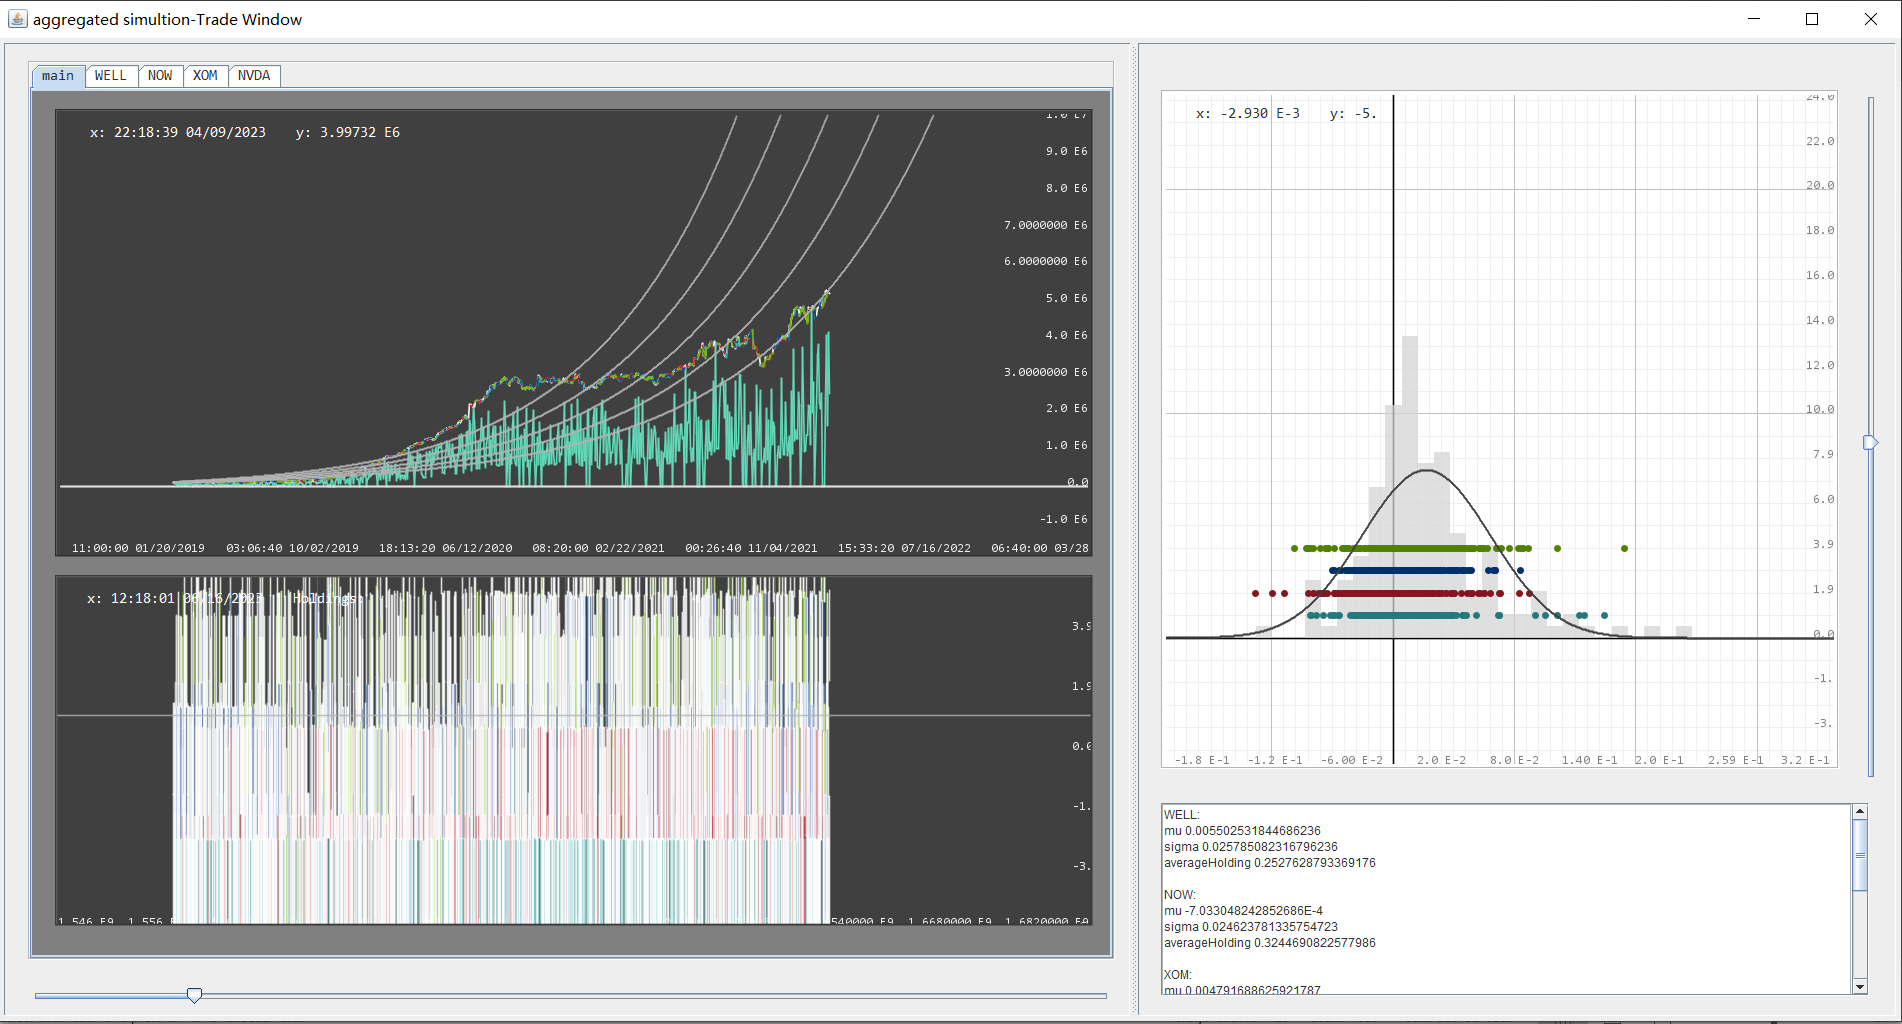 aggregated simultion-Trade Window
main WELL NOW XOM NVDA
x: 22:18:39 04/09/2023 y: 3.99732 E6
1.0 E7
9.0 E6
8.0 E6
7.0000000 E6
6.0000000 E6
5.0 E6
4.0 E6
3.0000000 E6
2.0 E6
1.0 E6
0.0
-1.0 E6
11:00:00 01/20/2019 03:06:40 10/02/2019 18:13:20 06/12/2020 08:20:00 02/22/2021 00:26:40 11/04/2021 15:33:20 07/16/2022 06:40:00 03/28
x: 12:18:01 06/16/2023 Holdings:
3.9
1.9
0.0
-1.
-3.
1.546 E9 1.556 540000 E9 1.6680000 E9 1.6820000 E9
x: -2.930 E-3 y: -5.
24.0
22.0
20.0
18.0
16.0
14.0
12.0
10.0
7.9
6.0
3.9
1.9
0.0
-1.
-3.
-1.8 E-1 -1.2 E-1 -6.00 E-2 2.0 E-2 8.0 E-2 1.40 E-1 2.0 E-1 2.59 E-1 3.2 E-1
WELL:
mu 0.005502531844686236
sigma 0.025785082316796236
averageHolding 0.2527628793369176
NOW:
mu -7.033048242852686E-4
sigma 0.024623781335754723
averageHolding 0.3244690822577986
XOM:
mu 0.004791688625921787